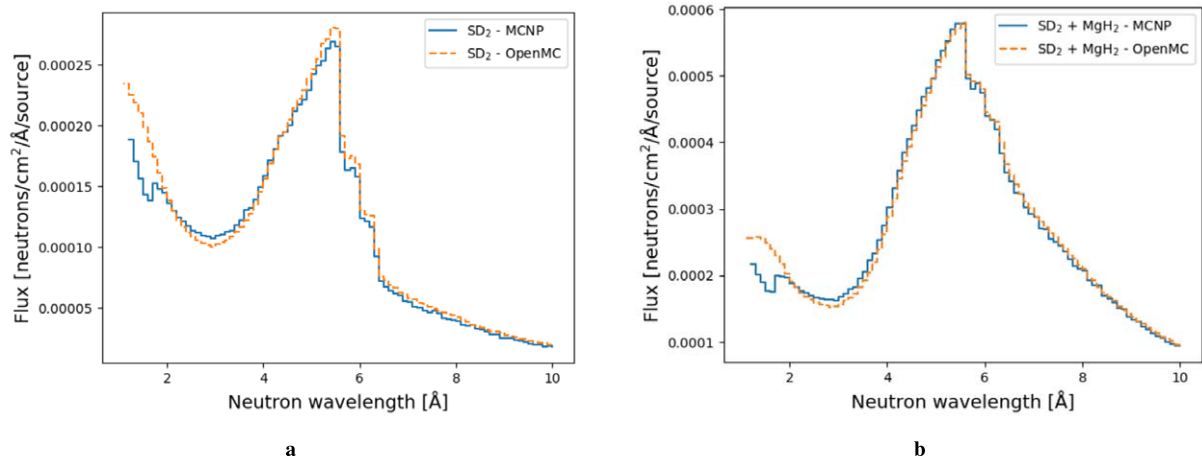 SD₂ - MCNP
SD₂ - OpenMC
0.00025
0.00020
0.00015
0.00010
0.00005
Flux [neutrons/cm²/Å/source]
2
4
6
8
10
Neutron wavelength [Å]
a
SD₂ + MgH₂ - MCNP
SD₂ + MgH₂ - OpenMC
0.0006
0.0005
0.0004
0.0003
0.0002
0.0001
Flux [neutrons/cm²/Å/source]
2
4
6
8
10
Neutron wavelength [Å]
b